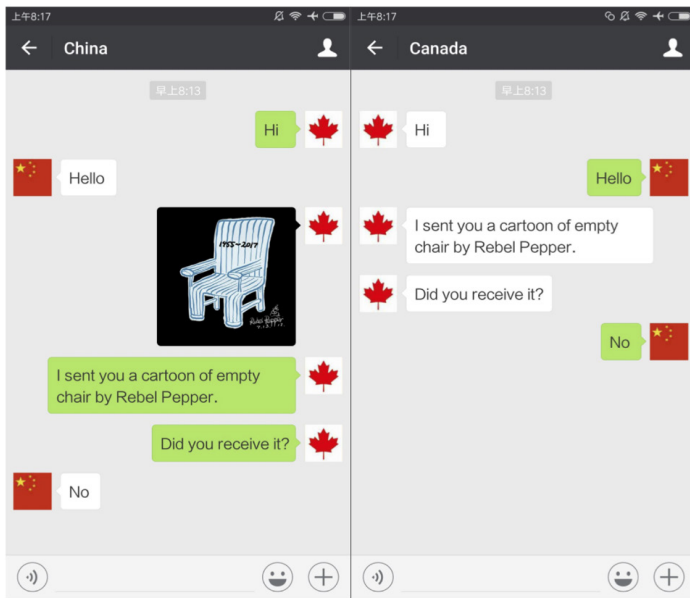 上午8:17
China
早上8:13
Hi
Hello
1955-2017
Rebel Pepper
I sent you a cartoon of empty
chair by Rebel Pepper.
Did you receive it?
No
上午8:17
Canada
早上8:13
Hi
Hello
I sent you a cartoon of empty
chair by Rebel Pepper.
Did you receive it?
No